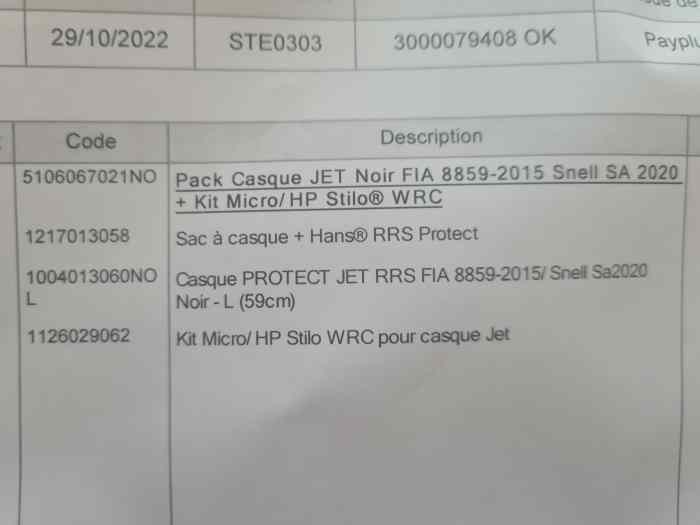 29/10/2022 STE0303 3000079408 OK
Code Description
5106067021NO Pack Casque JET Noir FIA 8859-2015 Snell SA 2020
+ Kit Micro/ HP Stilo® WRC
1217013058 Sac à casque + Hans® RRS Protect
1004013060NO Casque PROTECT JET RRS FIA 8859-2015/ Snell Sa2020
L Noir - L (59cm)
1126029062 Kit Micro/ HP Stilo WRC pour casque Jet